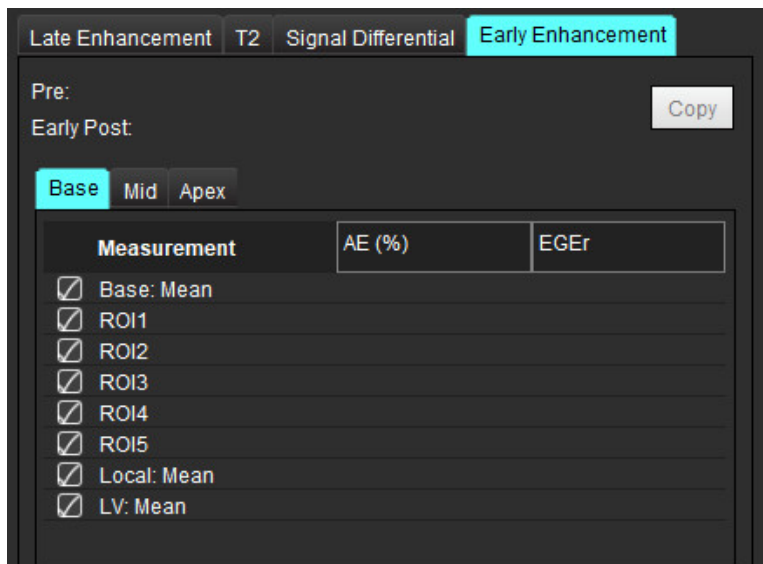 Late Enhancement T2 Signal Differential Early Enhancement
Pre:
Copy
Early Post:
Base Mid Apex
Measurement AE (%) EGEr
Base: Mean
ROI1
ROI2
ROI3
ROI4
ROI5
Local: Mean
LV: Mean